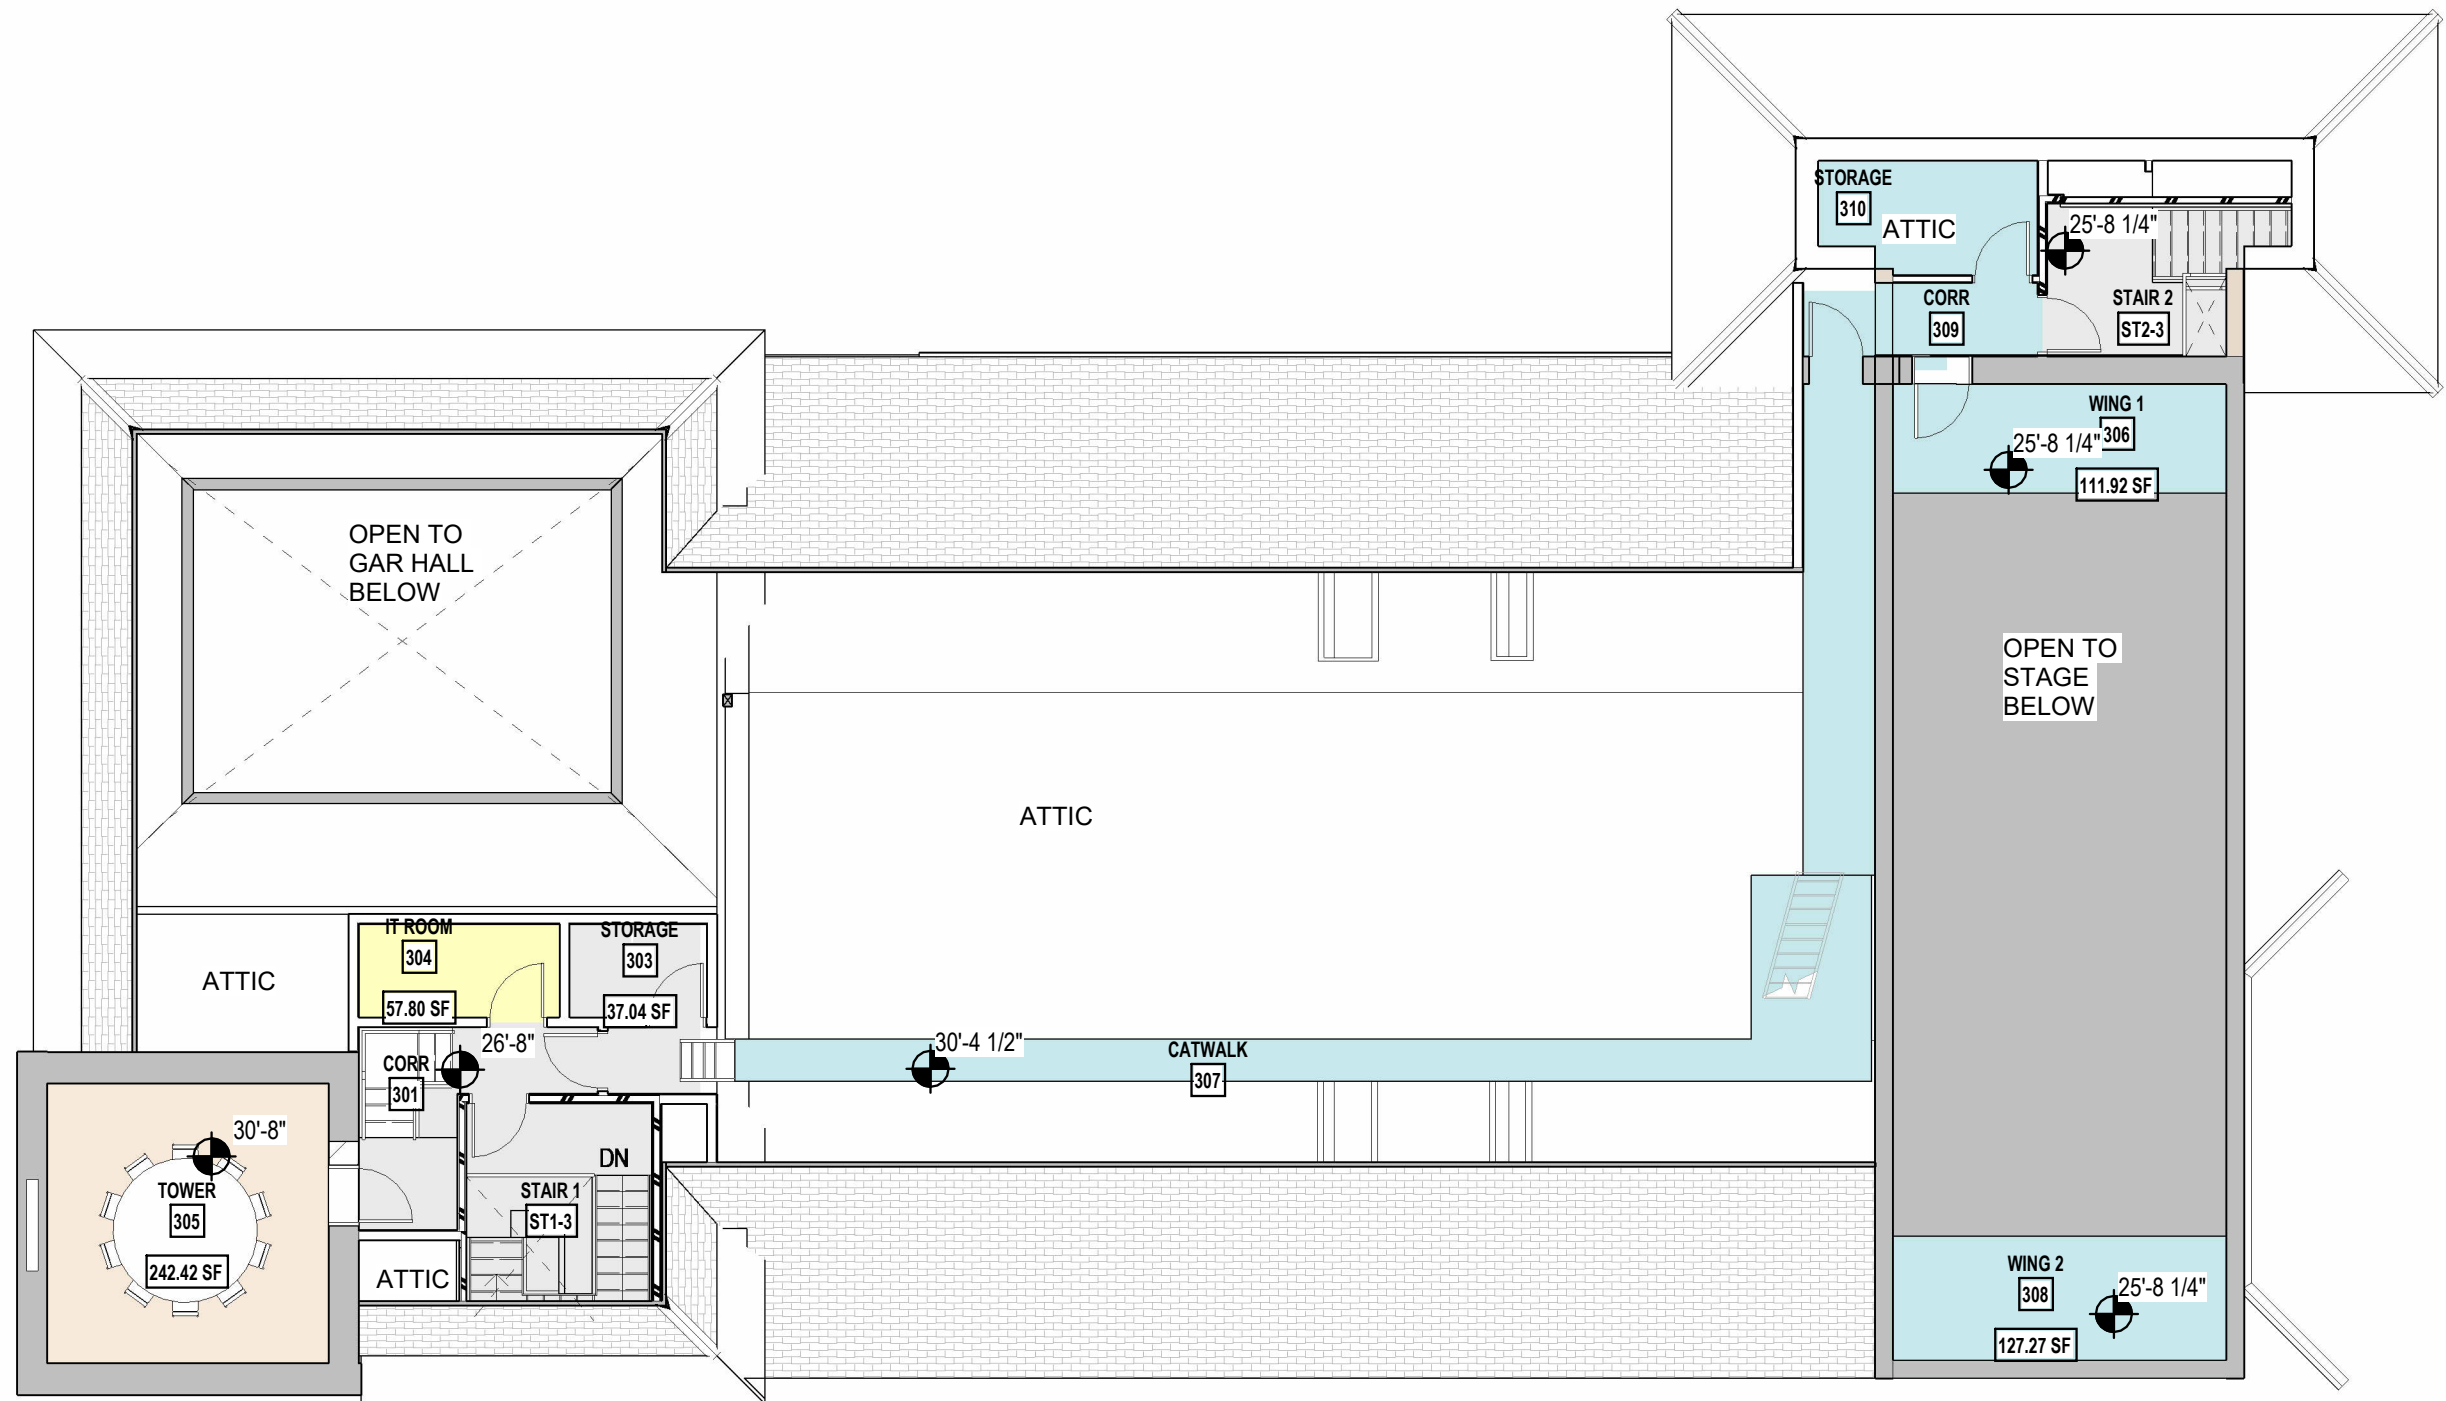 STORAGE
310
ATTIC
25'-8 1/4"
CORR
309
STAIR 2
ST2-3
WING 1
306
25'-8 1/4"
111.92 SF
OPEN TO
GAR HALL
BELOW
OPEN TO
STAGE
BELOW
ATTIC
IT ROOM
304
57.80 SF
STORAGE
303
37.04 SF
ATTIC
26'-8"
CORR
301
30'-4 1/2"
CATWALK
307
30'-8"
TOWER
305
242.42 SF
DN
STAIR 1
ST1-3
ATTIC
WING 2
308
25'-8 1/4"
127.27 SF